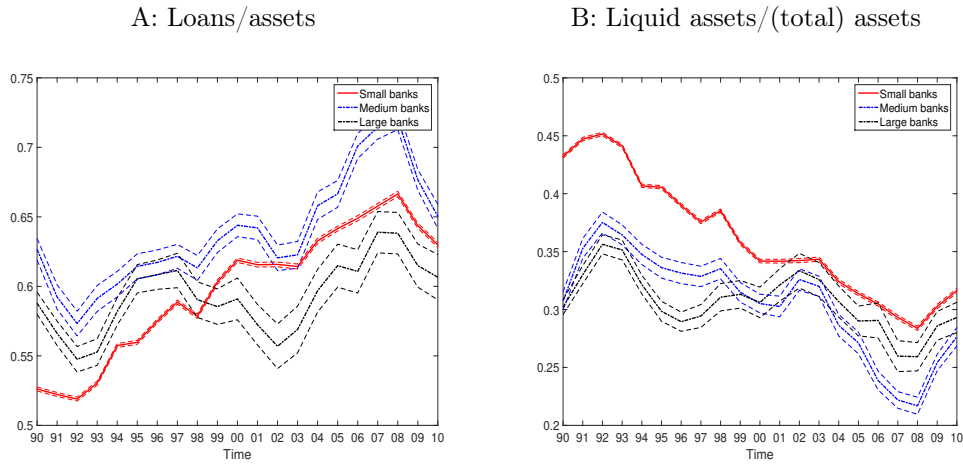 A: Loans/assets
0.75
0.7
0.65
0.6
0.55
0.5
90 91 92 93 94 95 96 97 98 99 00 01 02 03 04 05 06 07 08 09 10
Time
Small banks
Medium banks
Large banks
B: Liquid assets/(total) assets
0.5
0.45
0.4
0.35
0.3
0.25
0.2
90 91 92 93 94 95 96 97 98 99 00 01 02 03 04 05 06 07 08 09 10
Time
Small banks
Medium banks
Large banks